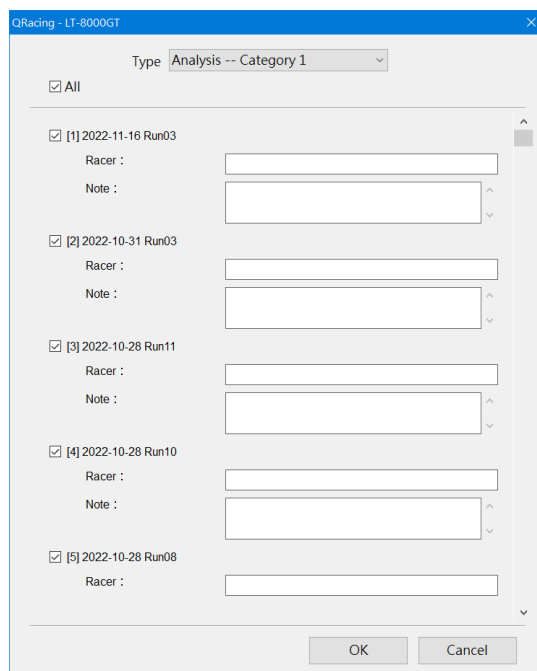 QRacing - LT-8000GT
Type Analysis -- Category 1
All
[1] 2022-11-16 Run03
Racer：
Note：
[2] 2022-10-31 Run03
Racer：
Note：
[3] 2022-10-28 Run11
Racer：
Note：
[4] 2022-10-28 Run10
Racer：
Note：
[5] 2022-10-28 Run08
Racer：
OK Cancel